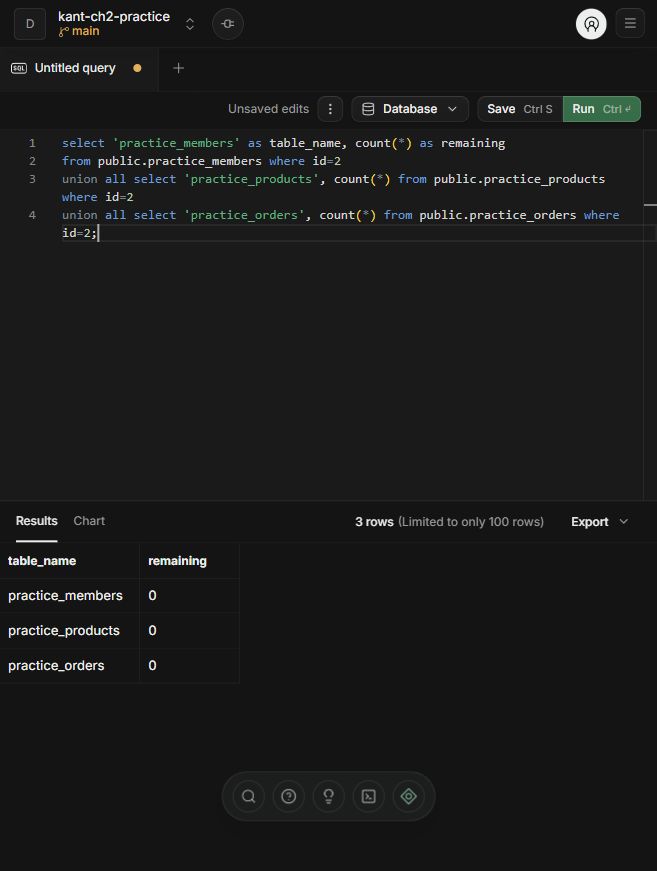 D
kant-ch2-practice
main
SQL Untitled query
Unsaved edits Database Save Ctrl S Run Ctrl ↵
1 select 'practice_members' as table_name, count(*) as remaining
2 from public.practice_members where id=2
3 union all select 'practice_products', count(*) from public.practice_products
where id=2
4 union all select 'practice_orders', count(*) from public.practice_orders where
id=2;
Results Chart 3 rows (Limited to only 100 rows) Export
table_name remaining
practice_members 0
practice_products 0
practice_orders 0